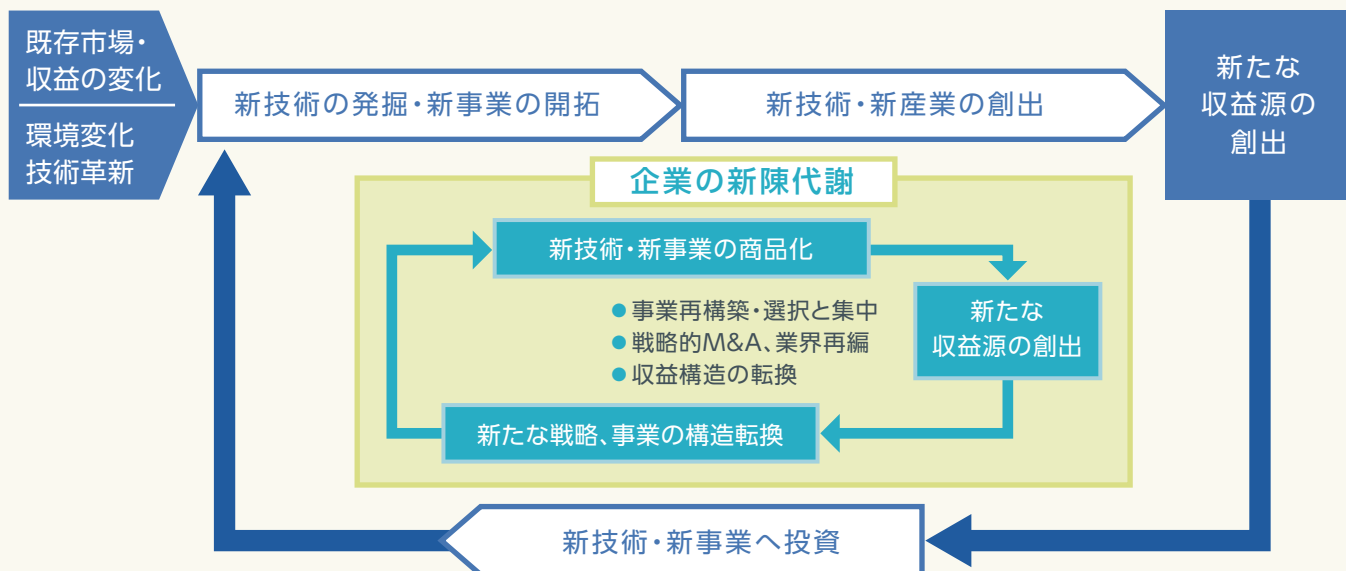 既存市場・
収益の変化
環境変化
技術革新
新技術の発掘・新事業の開拓
新技術・新産業の創出
新たな
収益源の
創出
企業の新陳代謝
新技術・新事業の商品化
● 事業再構築・選択と集中
● 戦略的M&A、業界再編
● 収益構造の転換
新たな
収益源の創出
新たな戦略、事業の構造転換
新技術・新事業へ投資